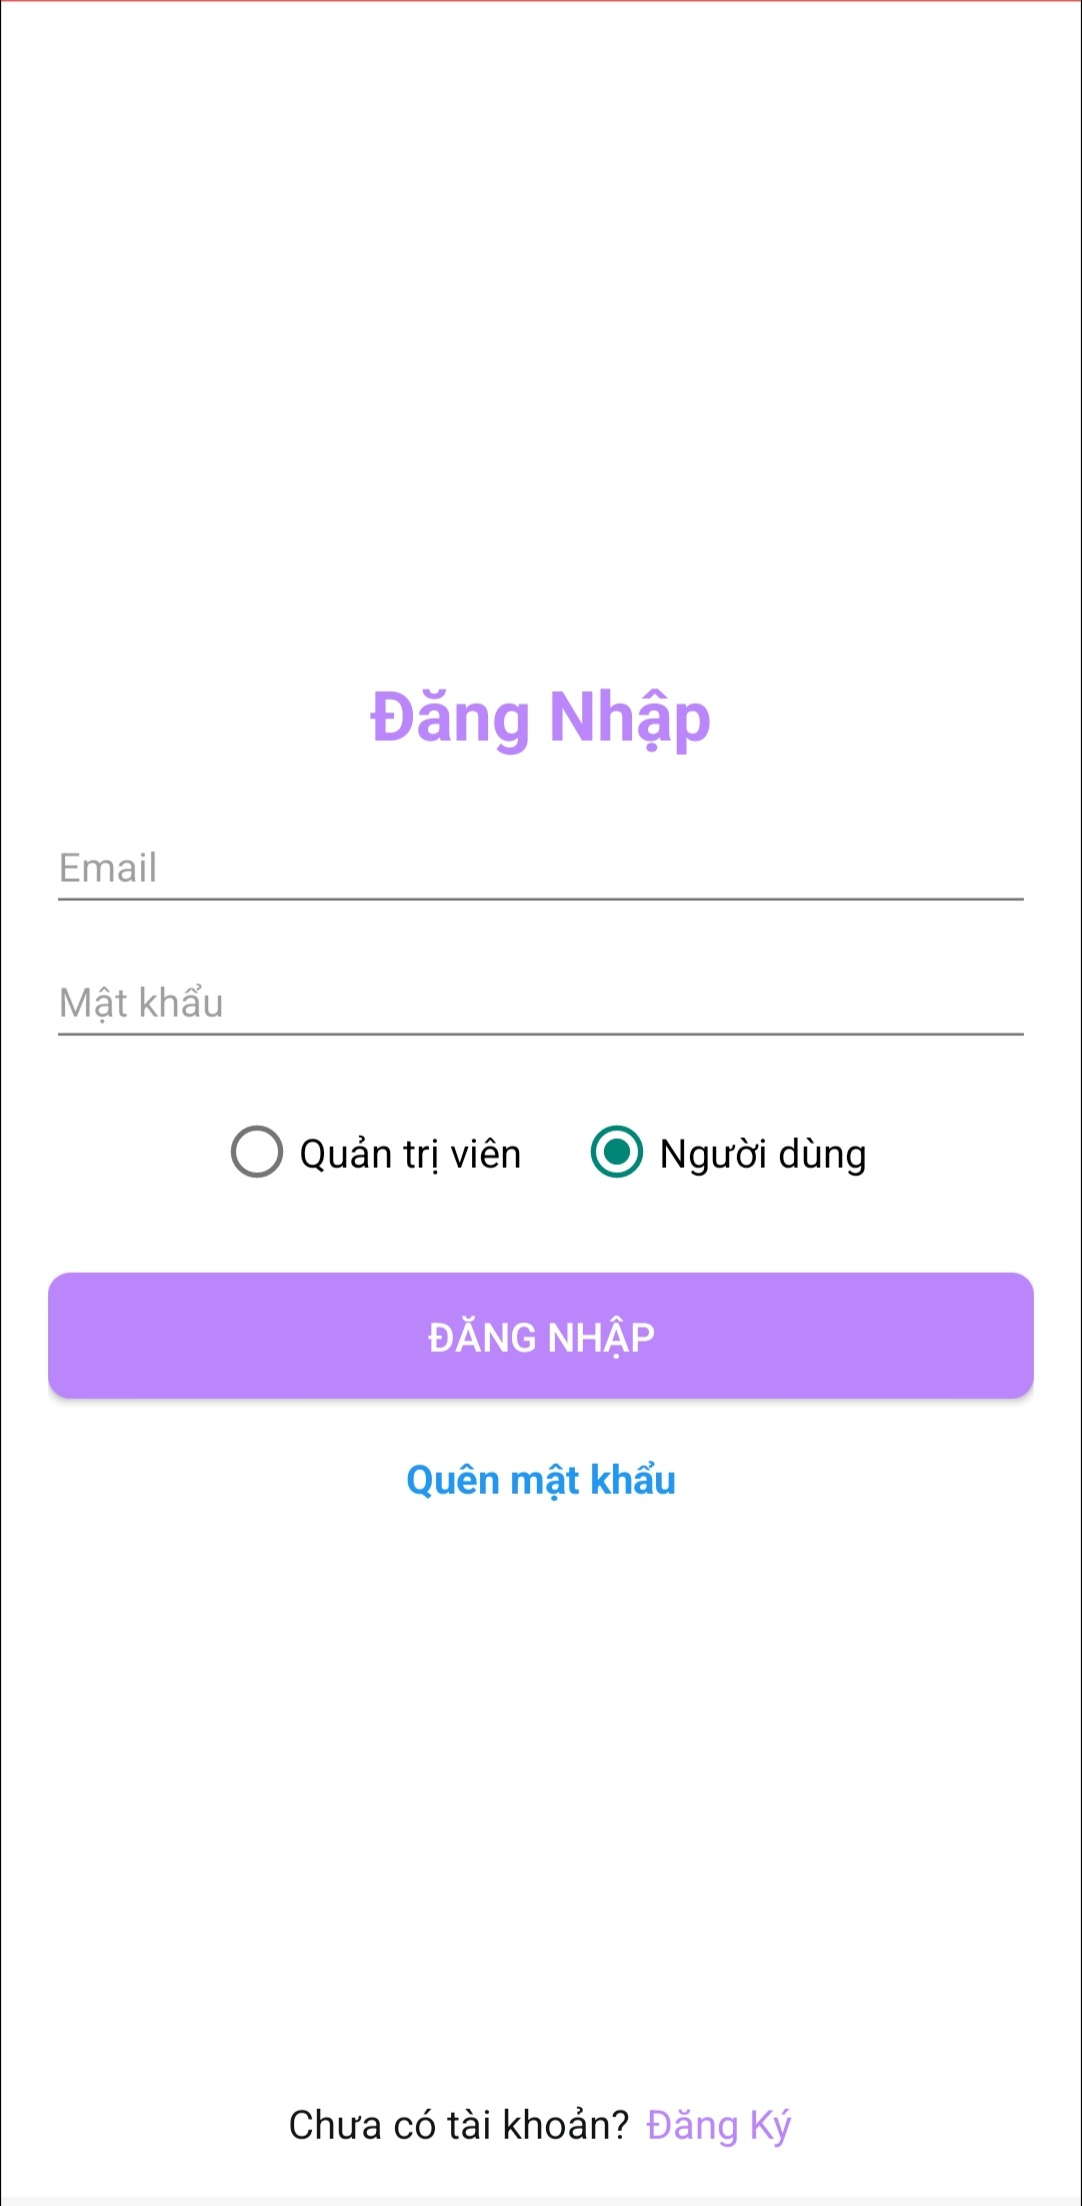 Đăng Nhập
Email
Mật khẩu
Quản trị viên Người dùng
ĐĂNG NHẬP
Quên mật khẩu
Chưa có tài khoản? Đăng Ký